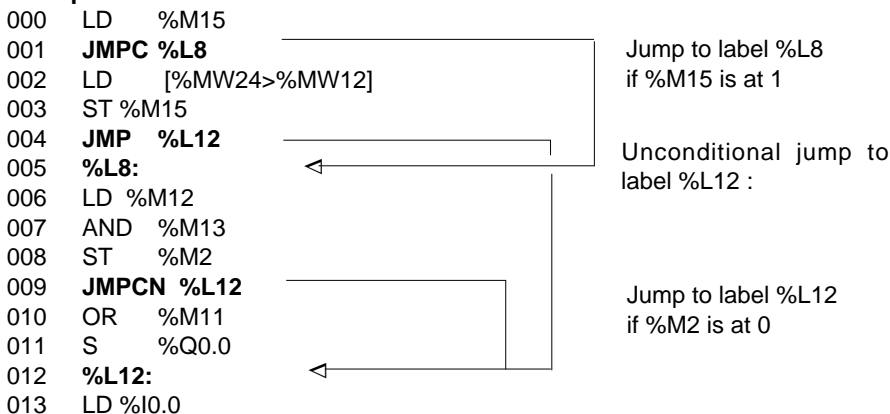 000 LD %M15
001 JMPC %L8
002 LD [%MW24>%MW12]
003 ST %M15
004 JMP %L12
005 %L8:
006 LD %M12
007 AND %M13
008 ST %M2
009 JMPCN %L12
010 OR %M11
011 S %Q0.0
012 %L12:
013 LD %I0.0
Jump to label %L8
if %M15 is at 1
Unconditional jump to
label %L12 :
Jump to label %L12
if %M2 is at 0